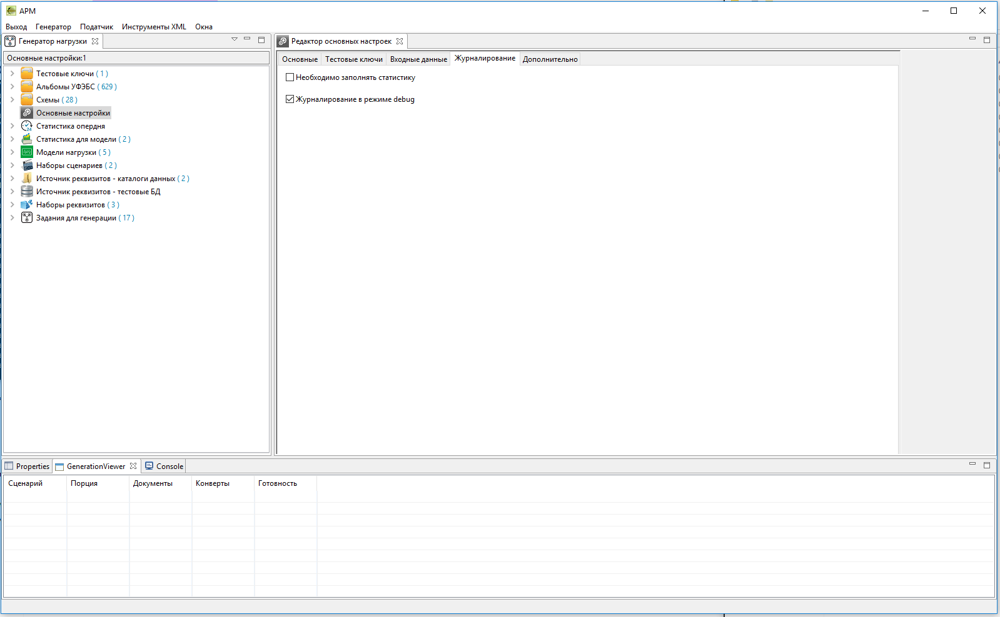 АРМ
Выход Генератор Податчик Инструменты XML Окна
Генератор нагрузки
Основные настройки:1
Тестовые ключи ( 1 )
Альбомы УФЭБС ( 629 )
Схемы ( 28 )
Основные настройки
Статистика опердня
Статистика для модели ( 2 )
Модели нагрузки ( 5 )
Наборы сценариев ( 2 )
Источник реквизитов - каталоги данных ( 2 )
Источник реквизитов - тестовые БД
Наборы реквизитов ( 3 )
Задания для генерации ( 17 )
Редактор основных настроек
Основные Тестовые ключи Входные данные Журналирование Дополнительно
Необходимо заполнять статистику
Журналирование в режиме debug
Properties GenerationViewer Console
Сценарий Порция Документы Конверты Готовность